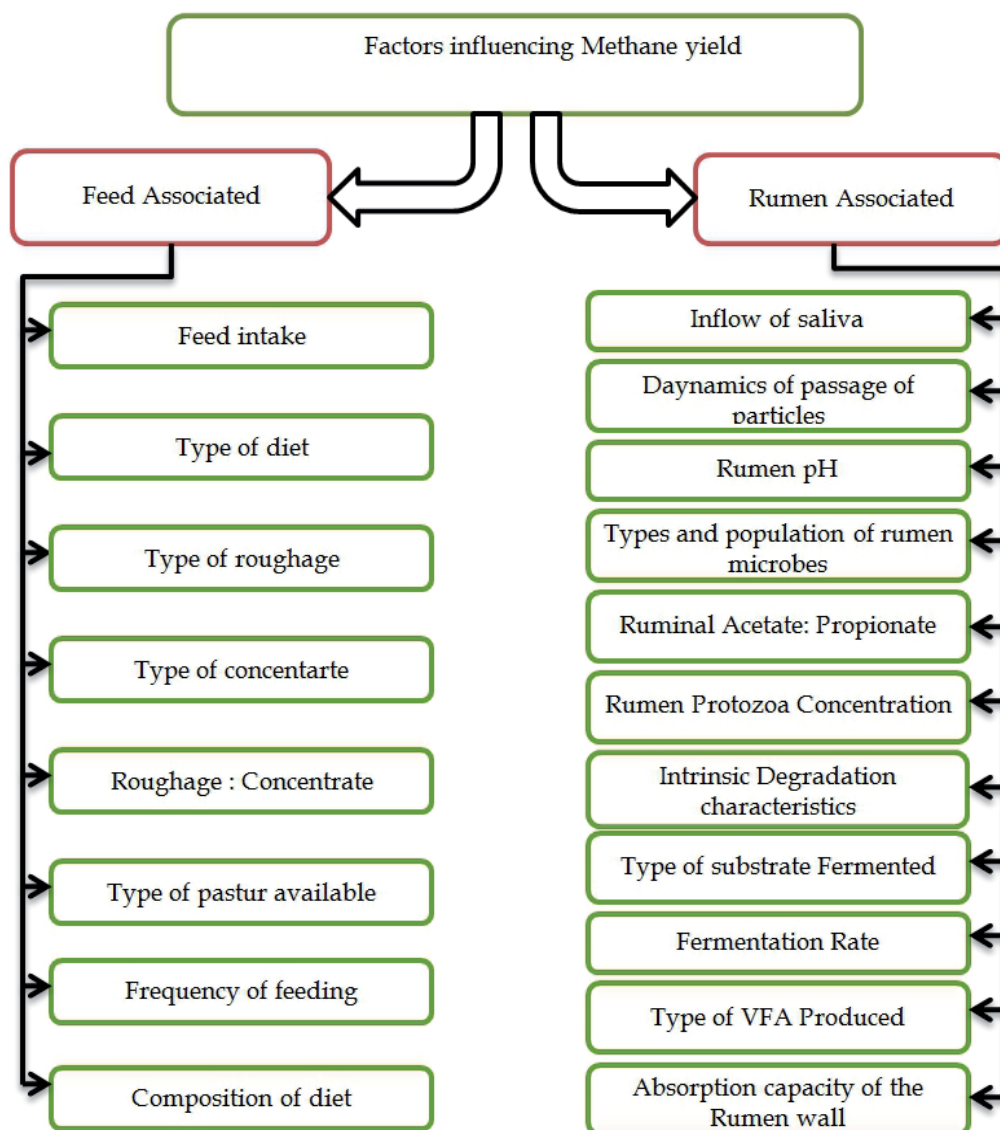 Factors influencing Methane yield
Feed Associated
Rumen Associated
Feed intake
Type of diet
Type of roughage
Type of concentarte
Roughage : Concentrate
Type of pastur available
Frequency of feeding
Composition of diet
Inflow of saliva
Daynamics of passage of
particles
Rumen pH
Types and population of rumen
microbes
Ruminal Acetate: Propionate
Rumen Protozoa Concentration
Intrinsic Degradation
characteristics
Type of substrate Fermented
Fermentation Rate
Type of VFA Produced
Absorption capacity of the
Rumen wall